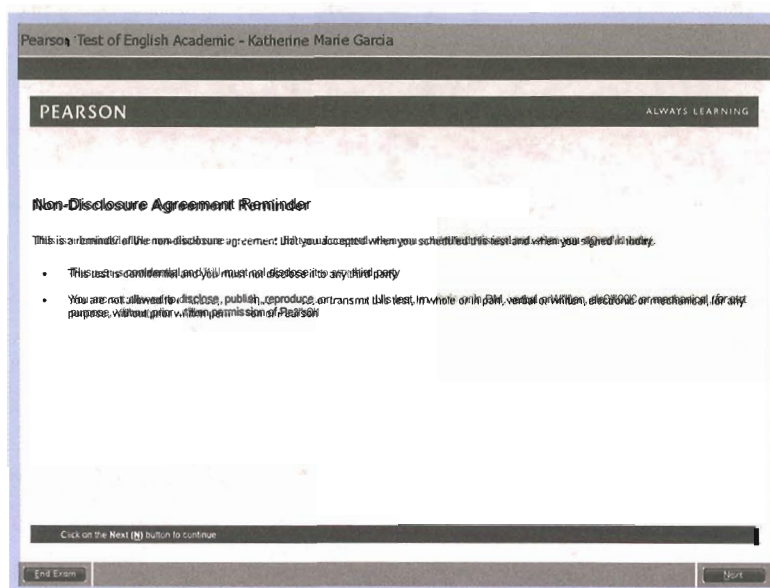 Pearson Test of English Academic - Katherine Marie Garcia
PEARSON
ALWAYS LEARNING
Non-Disclosure Agreement Reminder
This is a reminder of the non-disclosure agreement that you accepted when you scheduled this test and when you signed in today.
• This test is confidential and you must not disclose it to any third party
• You are not allowed to disclose, publish, reproduce, or transmit this test, in whole or in part, verbal or written, electronic or mechanical, for any
purpose, without prior written permission of Pearson
Click on the Next (N) button to continue
End Exam
Next